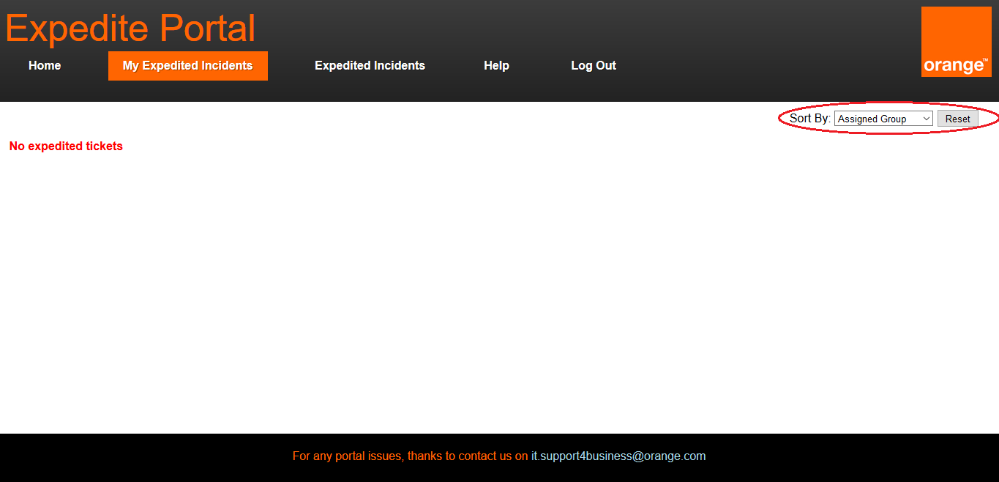 Expedite Portal
Home My Expedited Incidents Expedited Incidents Help Log Out
orange™
Sort By: Assigned Group Reset
No expedited tickets
For any portal issues, thanks to contact us on it.support4business@orange.com